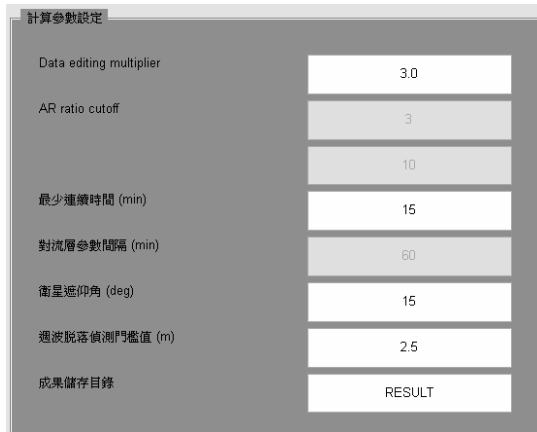 計算參數設定
Data editing multiplier 3.0
AR ratio cutoff 3
10
最少連續時間 (min) 15
對流層參數間隔 (min) 60
衛星遮仰角 (deg) 15
週波脫落偵測門檻值 (m) 2.5
成果儲存目錄 RESULT